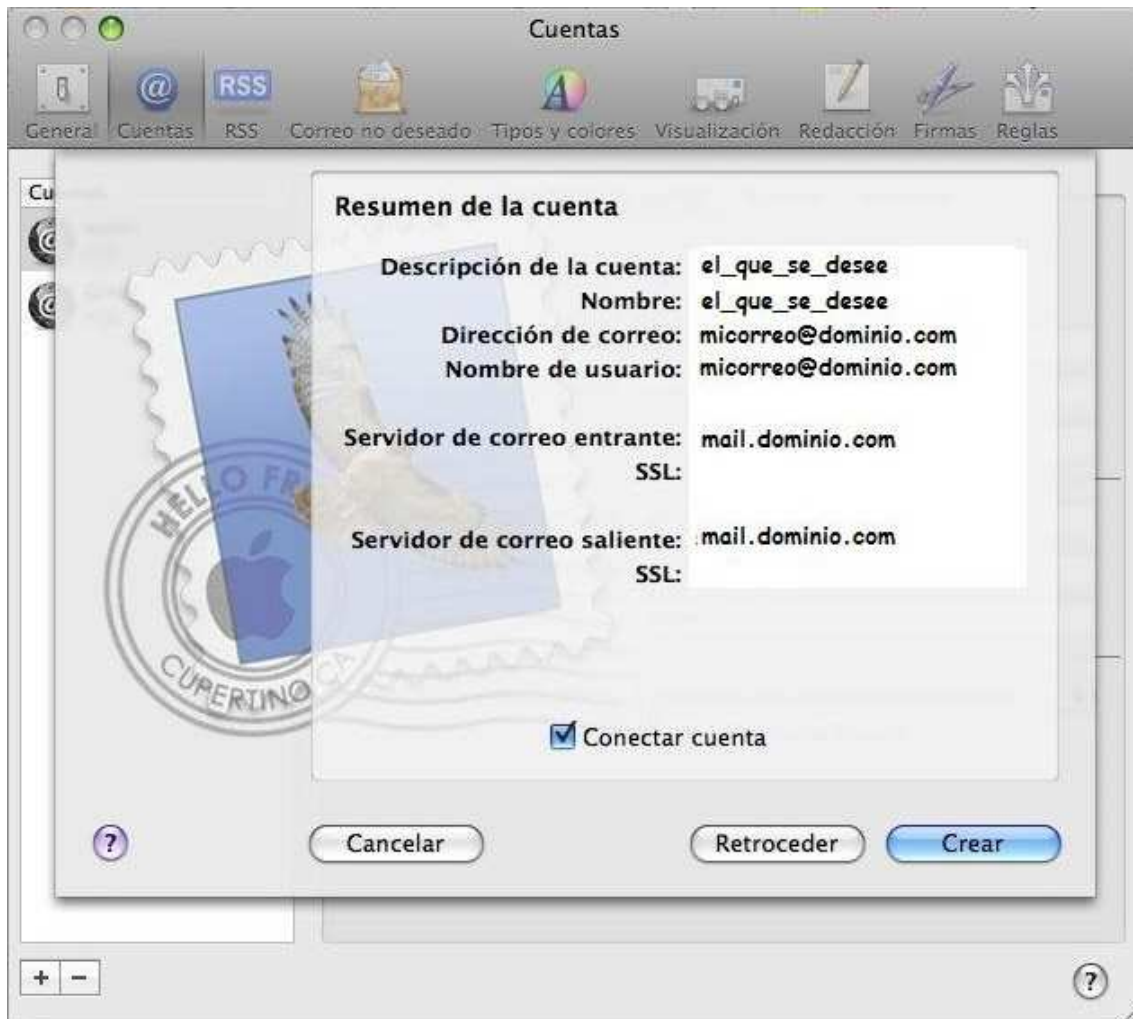 Cuentas
RSS
General Cuentas RSS Correo no deseado Tipos y colores Visualización Redacción Firmas Reglas
Resumen de la cuenta
Descripción de la cuenta: el_que_se_desee
Nombre: el_que_se_desee
Dirección de correo: micorreo@dominio.com
Nombre de usuario: micorreo@dominio.com
Servidor de correo entrante: mail.dominio.com
SSL:
Servidor de correo saliente: mail.dominio.com
SSL:
HELLO
CUPERTINO CA
Conectar cuenta
? Cancelar Retroceder Crear
+ - ?